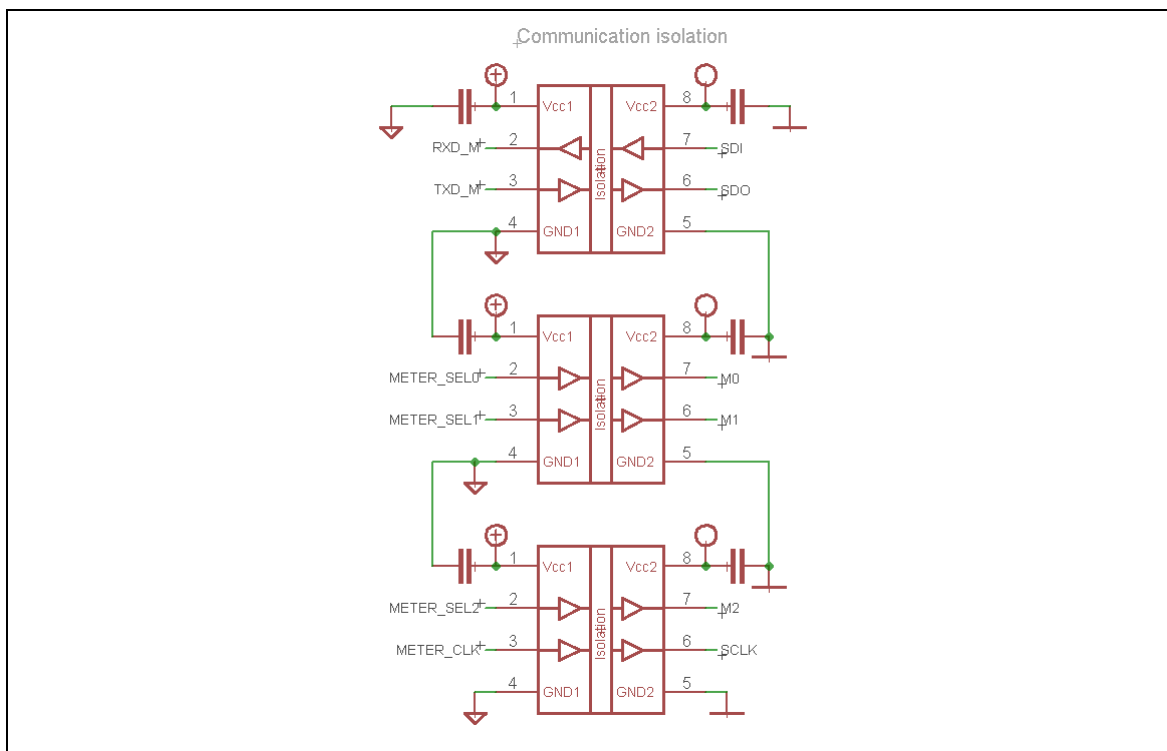 Communication isolation
1 Vcc1 Vcc2 8
RXD_M 2 7 SDI
TXD_M 3 6 SDO
4 GND1 GND2 5
Isolation
1 Vcc1 Vcc2 8
METER_SEL0 2 7 M0
METER_SEL1 3 6 M1
4 GND1 GND2 5
Isolation
1 Vcc1 Vcc2 8
METER_SEL2 2 7 M2
METER_CLK 3 6 SCLK
4 GND1 GND2 5
Isolation